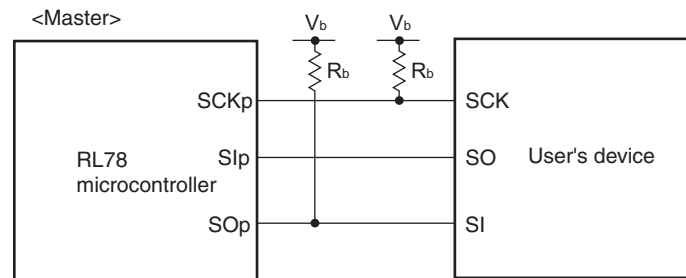 <Master>
Vb Vb
Rb Rb
SCKp SCK
SIp SO
RL78
microcontroller
User's device
SOp SI